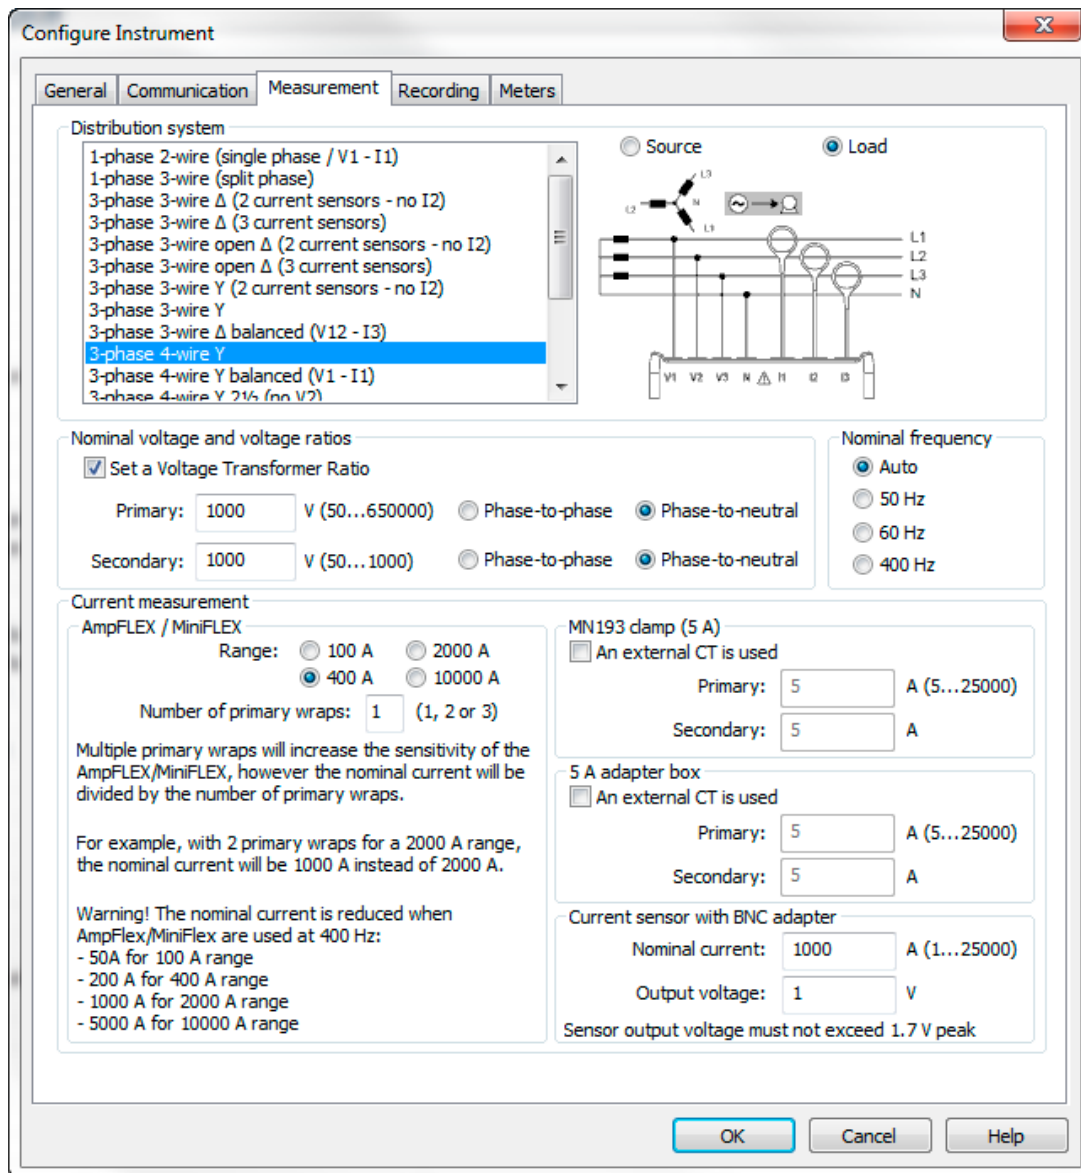 Configure Instrument
General Communication Measurement Recording Meters
Distribution system
1-phase 2-wire (single phase / V1 - I1)
1-phase 3-wire (split phase)
3-phase 3-wire Δ (2 current sensors - no I2)
3-phase 3-wire Δ (3 current sensors)
3-phase 3-wire open Δ (2 current sensors - no I2)
3-phase 3-wire open Δ (3 current sensors)
3-phase 3-wire Y (2 current sensors - no I2)
3-phase 3-wire Y
3-phase 3-wire Δ balanced (V12 - I3)
3-phase 4-wire Y
3-phase 4-wire Y balanced (V1 - I1)
3-phase 4-wire Y 2½ (no V2)
Source Load
L3
L2 N
L1
L1
L2
L3
N
V1 V2 V3 N I1 I2 I3
Nominal voltage and voltage ratios
Set a Voltage Transformer Ratio
Primary: 1000 V (50...650000) Phase-to-phase Phase-to-neutral
Secondary: 1000 V (50...1000) Phase-to-phase Phase-to-neutral
Nominal frequency
Auto
50 Hz
60 Hz
400 Hz
Current measurement
AmpFLEX / MiniFLEX
Range: 100 A 2000 A
400 A 10000 A
Number of primary wraps: 1 (1, 2 or 3)
Multiple primary wraps will increase the sensitivity of the
AmpFLEX/MiniFLEX, however the nominal current will be
divided by the number of primary wraps.
For example, with 2 primary wraps for a 2000 A range,
the nominal current will be 1000 A instead of 2000 A.
Warning! The nominal current is reduced when
AmpFlex/MiniFlex are used at 400 Hz:
- 50A for 100 A range
- 200 A for 400 A range
- 1000 A for 2000 A range
- 5000 A for 10000 A range
MN193 clamp (5 A)
An external CT is used
Primary: 5 A (5...25000)
Secondary: 5 A
5 A adapter box
An external CT is used
Primary: 5 A (5...25000)
Secondary: 5 A
Current sensor with BNC adapter
Nominal current: 1000 A (1...25000)
Output voltage: 1 V
Sensor output voltage must not exceed 1.7 V peak
OK Cancel Help